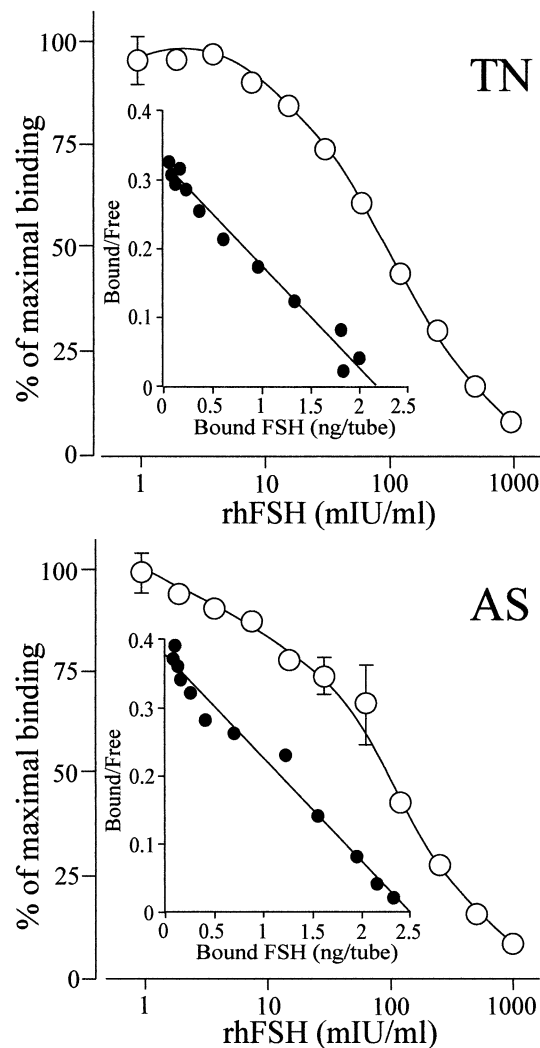 TN
% of maximal binding
100
75
50
25
0
Bound/Free
0.4
0.3
0.2
0.1
0
0 0.5 1 1.5 2 2.5
Bound FSH (ng/tube)
1 10 100 1000
rhFSH (mIU/ml)
AS
% of maximal binding
100
75
50
25
0
Bound/Free
0.4
0.3
0.2
0.1
0
0 0.5 1 1.5 2 2.5
Bound FSH (ng/tube)
1 10 100 1000
rhFSH (mIU/ml)